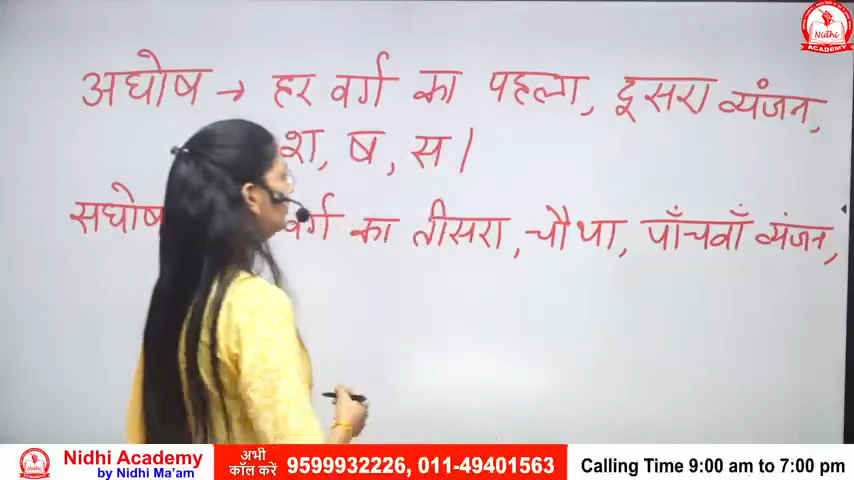 अघोष → हर वर्ग का पहला, दूसरा व्यंजन,
श, ष, स।
सघोष वर्ग का तीसरा, चौथा, पाँचवाँ व्यंजन,
Nidhi
ACADEMY
Nidhi Academy
by Nidhi Ma'am
अभी
कॉल करें
9599932226, 011-49401563
Calling Time 9:00 am to 7:00 pm